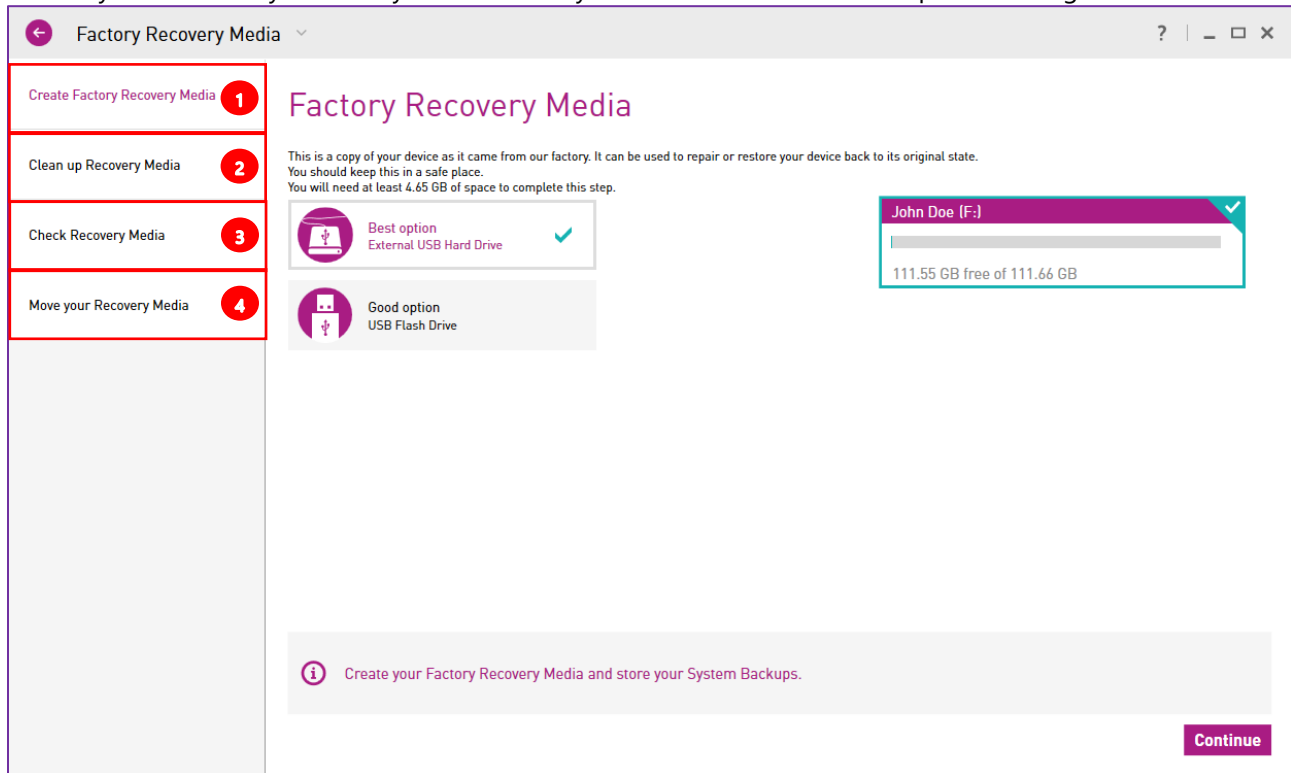 Factory Recovery Media
?
Create Factory Recovery Media 1
Clean up Recovery Media 2
Check Recovery Media 3
Move your Recovery Media 4
Factory Recovery Media
This is a copy of your device as it came from our factory. It can be used to repair or restore your device back to its original state.
You should keep this in a safe place.
You will need at least 4.65 GB of space to complete this step.
Best option
External USB Hard Drive
Good option
USB Flash Drive
John Doe (F:)
111.55 GB free of 111.66 GB
Create your Factory Recovery Media and store your System Backups.
Continue